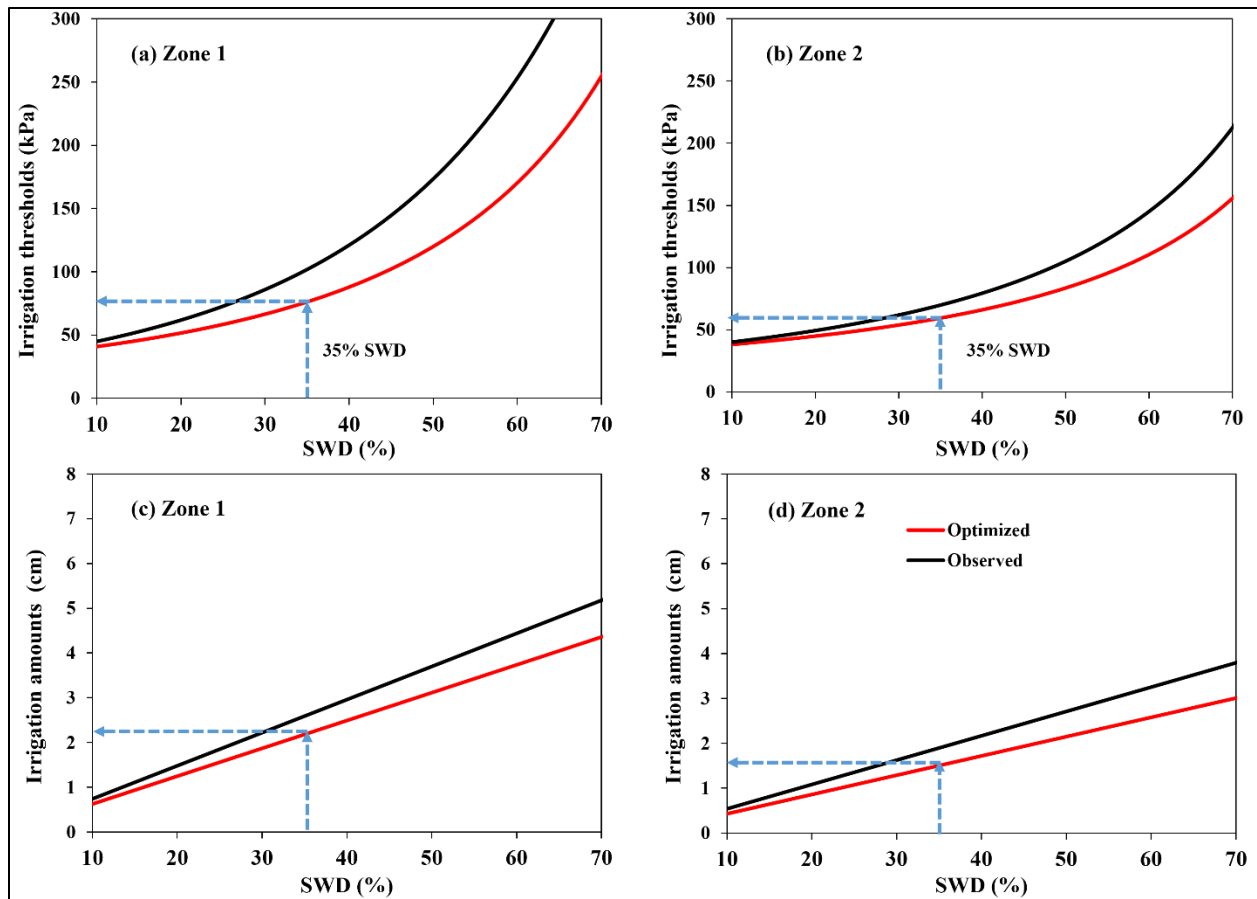 Irrigation thresholds (kPa)
300
250
200
150
100
50
0
(a) Zone 1
35% SWD
10 20 30 40 50 60 70
SWD (%)
Irrigation thresholds (kPa)
300
250
200
150
100
50
0
(b) Zone 2
35% SWD
10 20 30 40 50 60 70
SWD (%)
Irrigation amounts (cm)
8
7
6
5
4
3
2
1
0
(c) Zone 1
10 20 30 40 50 60 70
SWD (%)
Irrigation amounts (cm)
8
7
6
5
4
3
2
1
0
(d) Zone 2
Optimized
Observed
10 20 30 40 50 60 70
SWD (%)